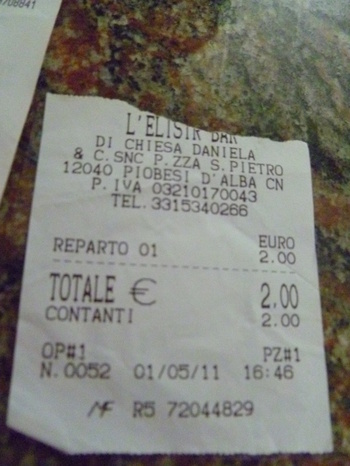 708841
L'ELISIR BAR
DI CHIESA DANIELA
& C. SNC P.ZZA S.PIETRO
12040 PIOBESI D'ALBA CN
P.IVA 03210170043
TEL.3315340266
EURO
REPARTO 01 2.00
TOTALE € 2.00
CONTANTI 2.00
OP#1 PZ#1
N.0052 01/05/11 16:46
MF R5 72044829